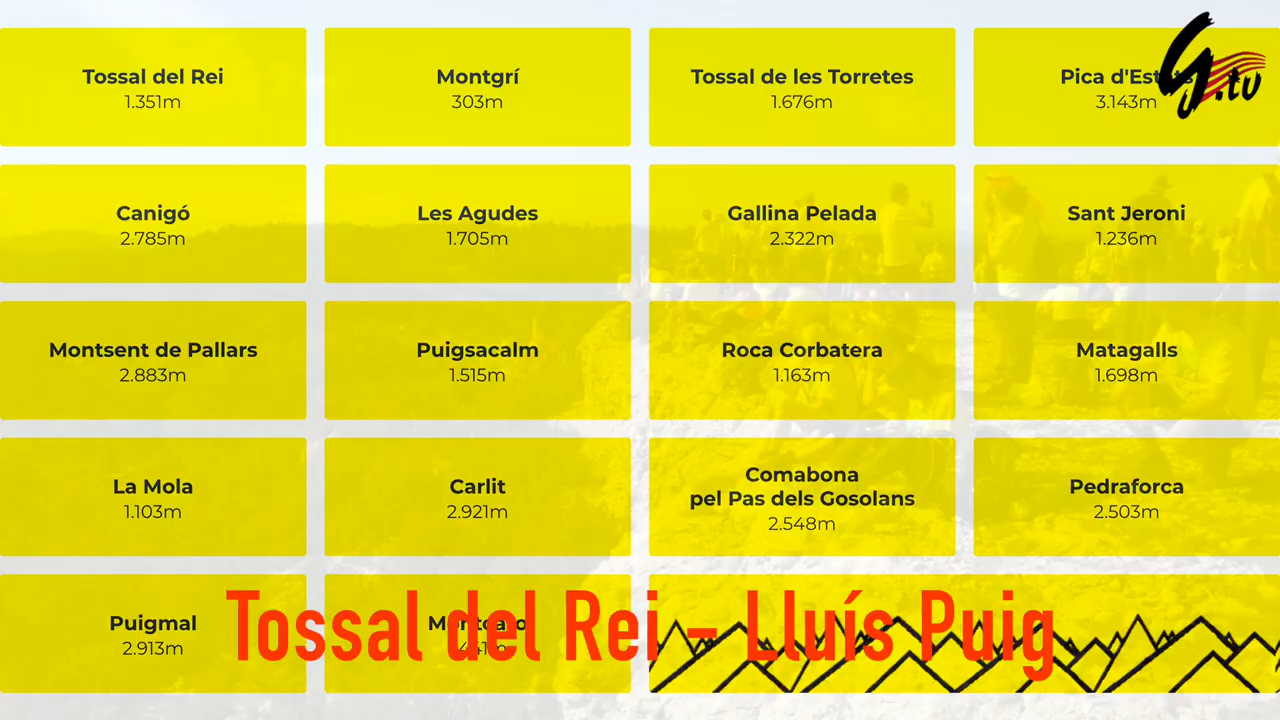 Tossal del Rei
1.351m
Montgrí
303m
Tossal de les Torretes
1.676m
Pica d'Estats
3.143m
G.tv
Canigó
2.785m
Les Agudes
1.705m
Gallina Pelada
2.322m
Sant Jeroni
1.236m
Montsent de Pallars
2.883m
Puigsacalm
1.515m
Roca Corbatera
1.163m
Matagalls
1.698m
La Mola
1.103m
Carlit
2.921m
Comabona
pel Pas dels Gosolans
2.548m
Pedraforca
2.503m
Puigmal
2.913m
Tossal del Rei – Lluís Puig